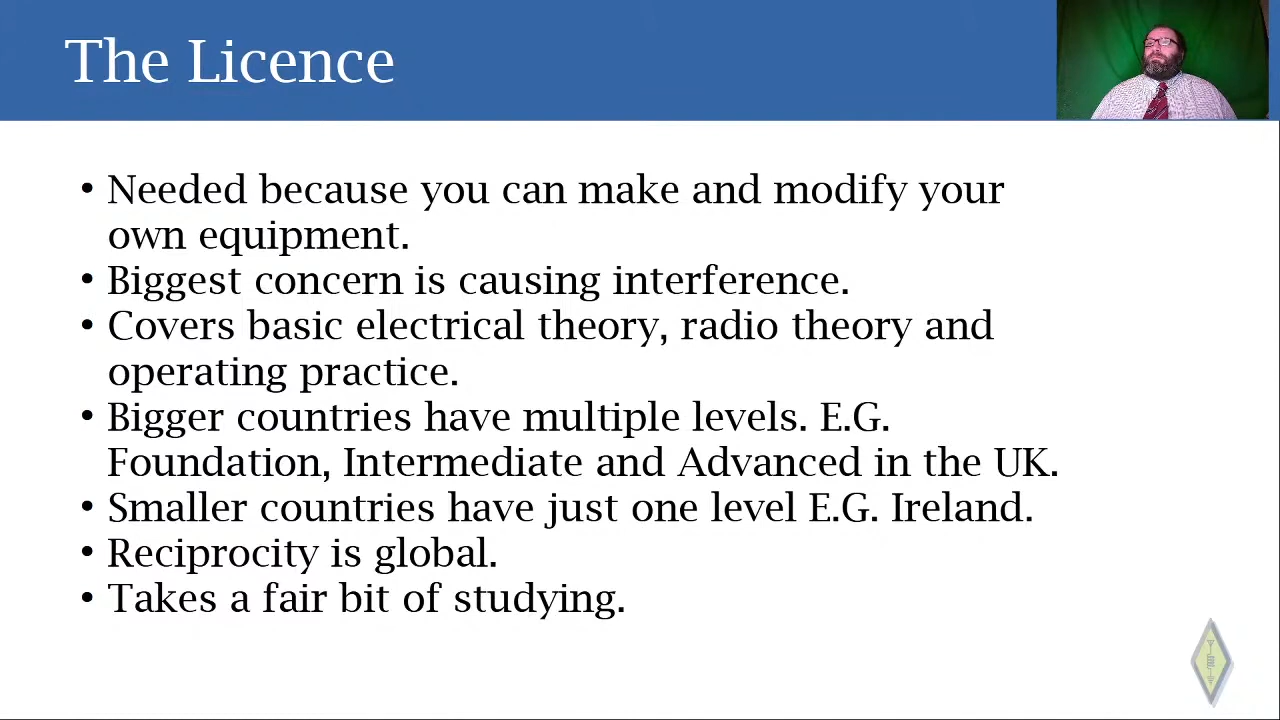 The Licence
• Needed because you can make and modify your
own equipment.
• Biggest concern is causing interference.
• Covers basic electrical theory, radio theory and
operating practice.
• Bigger countries have multiple levels. E.G.
Foundation, Intermediate and Advanced in the UK.
• Smaller countries have just one level E.G. Ireland.
• Reciprocity is global.
• Takes a fair bit of studying.